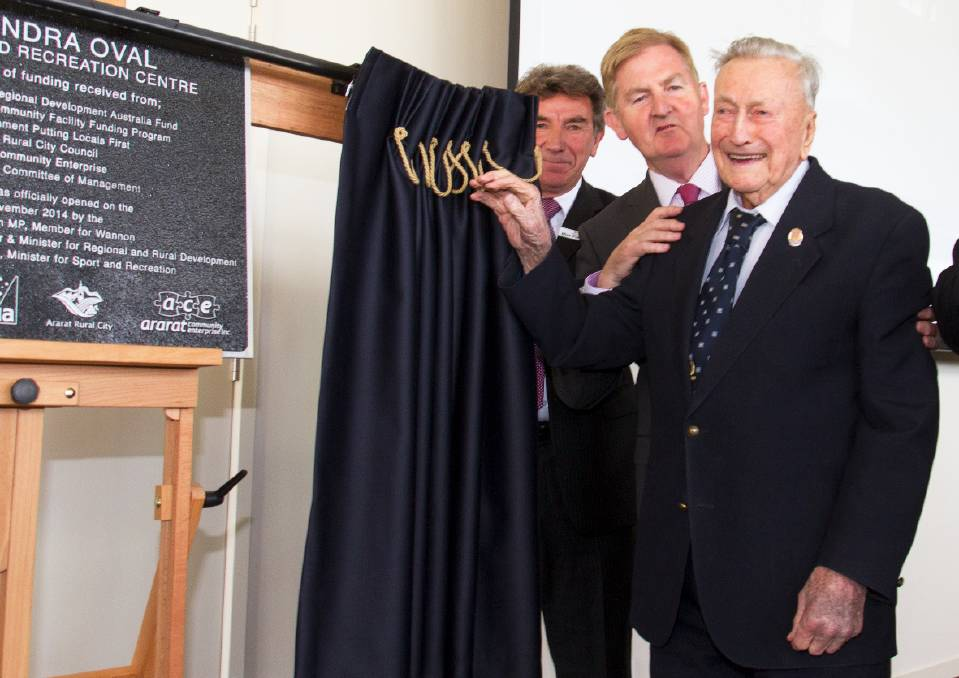 NDRA OVAL
D RECREATION CENTRE
of funding received from;
egional Development Australia Fund
ommunity Facility Funding Program
nment Putting Locals First
Rural City Council
ommunity Enterprise
Committee of Management
as officially opened on the
vember 2014 by the
MP, Member for Wannon
r & Minister for Regional and Rural Development
, Minister for Sport and Recreation
Ararat Rural City
ace
ararat community enterprise inc.